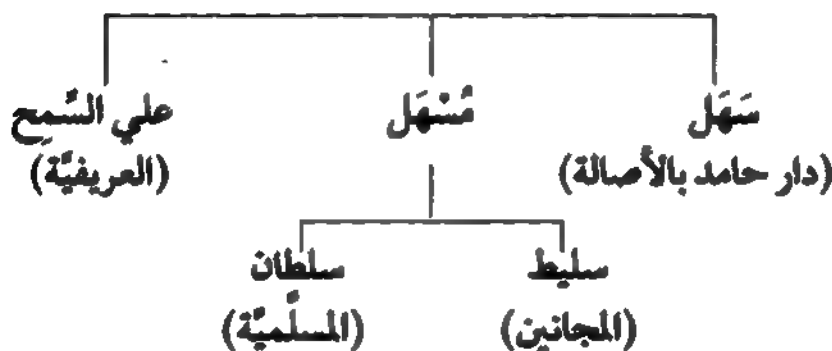 سَهَل مُسْهَل علي السَّمِح
(دار حامد بالأصالة) (العريفيَّة)
سليط سلطان
(المجانين) (المسلَّميَّة)